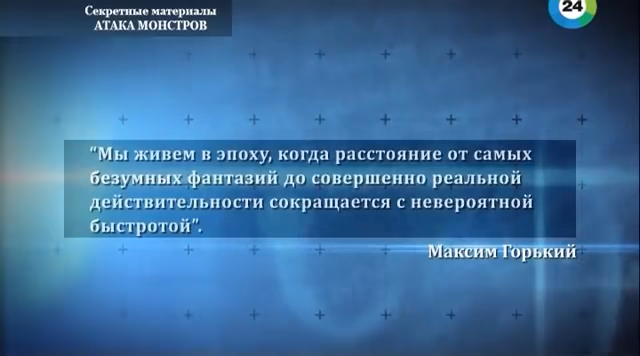 Секретные материалы
АТАКА МОНСТРОВ
24
“Мы живем в эпоху, когда расстояние от самых
безумных фантазий до совершенно реальной
действительности сокращается с невероятной
быстротой”.
Максим Горький